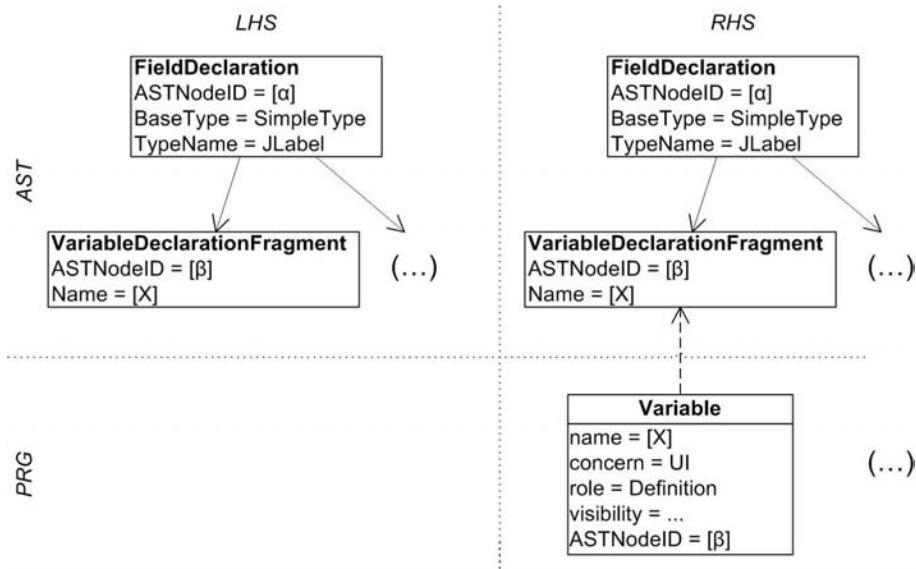 LHS
RHS
AST
FieldDeclaration
ASTNodeID = [α]
BaseType = SimpleType
TypeName = JLabel
VariableDeclarationFragment
ASTNodeID = [β]
Name = [X]
(...)
FieldDeclaration
ASTNodeID = [α]
BaseType = SimpleType
TypeName = JLabel
VariableDeclarationFragment
ASTNodeID = [β]
Name = [X]
(...)
PRG
Variable
name = [X]
concern = UI
role = Definition
visibility = ...
ASTNodeID = [β]
(...)